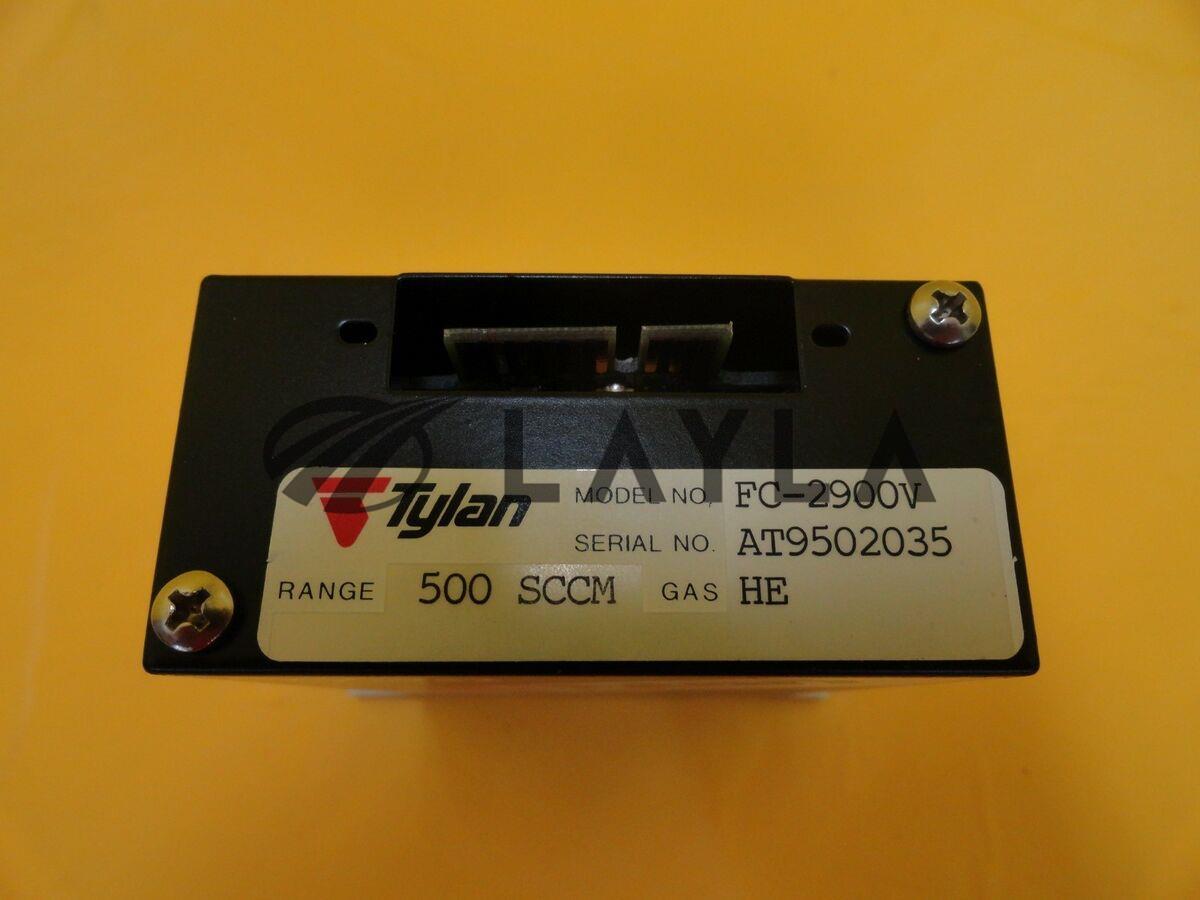 LAYLA
Tylan MODEL NO. FC-2900V
SERIAL NO. AT9502035
RANGE 500 SCCM GAS HE